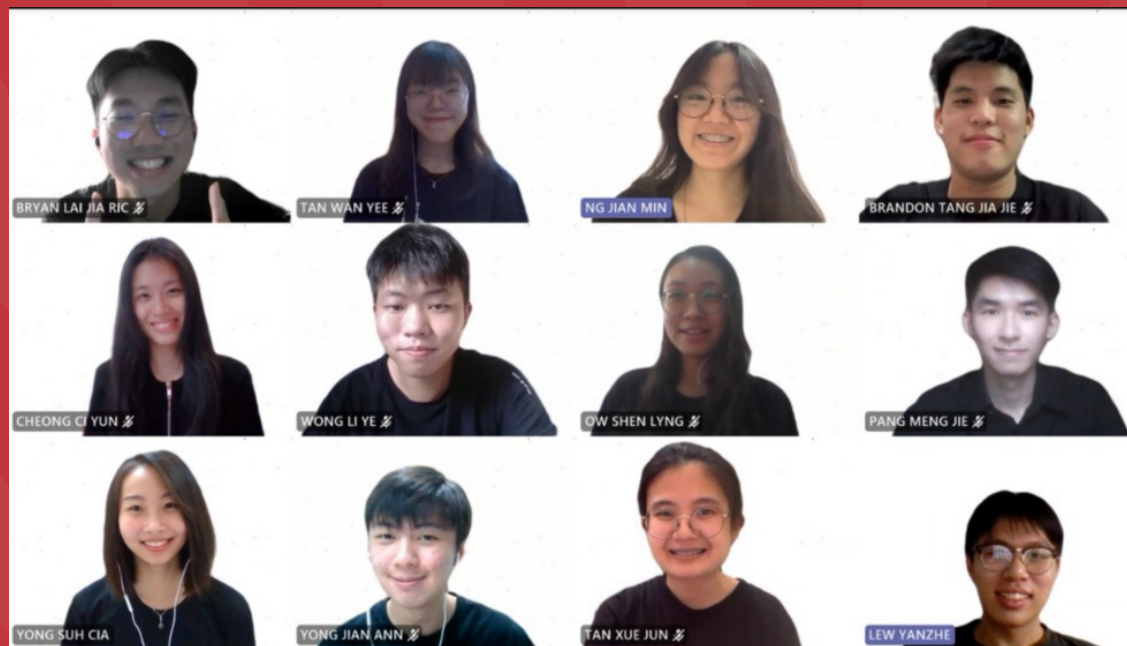 BRYAN LAI JIA RIC
TAN WAN YEE
NG JIAN MIN
BRANDON TANG JIA JIE
CHEONG CI YUN
WONG LI YE
OW SHEN LYNG
PANG MENG JIE
YONG SUH CIA
YONG JIAN ANN
TAN XUE JUN
LEW YANZHE